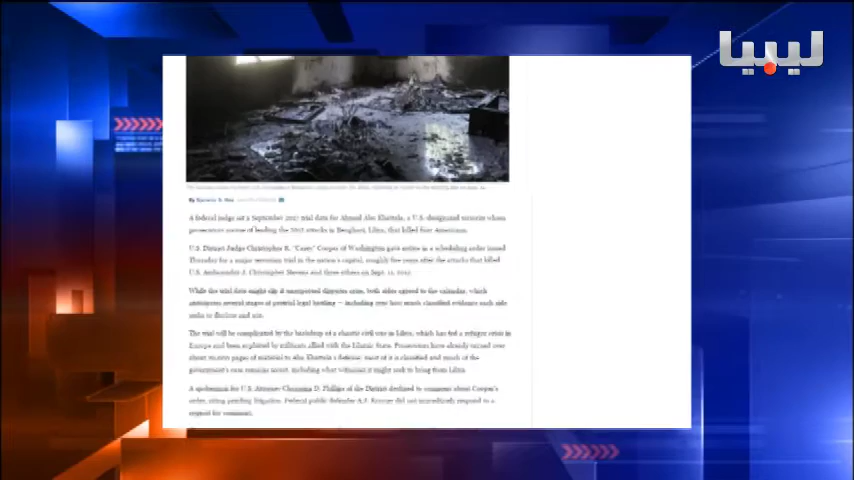 ليبيا
By Spencer S. Hsu
A federal judge set a September 2017 trial date for Ahmed Abu Khattala, a U.S.-designated terrorist whom
prosecutors accuse of leading the 2012 attacks in Benghazi, Libya, that killed four Americans.
U.S. District Judge Christopher R. "Casey" Cooper of Washington gave notice in a scheduling order issued
Thursday for a major terrorism trial in the nation's capital, roughly five years after the attacks that killed
U.S. Ambassador J. Christopher Stevens and three others on Sept. 11, 2012.
While the trial date might slip if unexpected disputes arise, both sides agreed to the calendar, which
anticipates several stages of pretrial legal battling — including over how much classified evidence each side
seeks to disclose and use.
The trial will be complicated by the backdrop of a chaotic civil war in Libya, which has fed a refugee crisis in
Europe and been exploited by militants allied with the Islamic State. Prosecutors have already turned over
about pages of material to Abu Khattala's defense; most of it is classified and much of the
government's case remains secret, including what witnesses it might seek to bring from Libya.
A spokesman for U.S. Attorney Channing D. Phillips of the District declined to comment about Cooper's
order, citing pending litigation. Federal public defender A.J. Kramer did not immediately respond to a
request for comment.